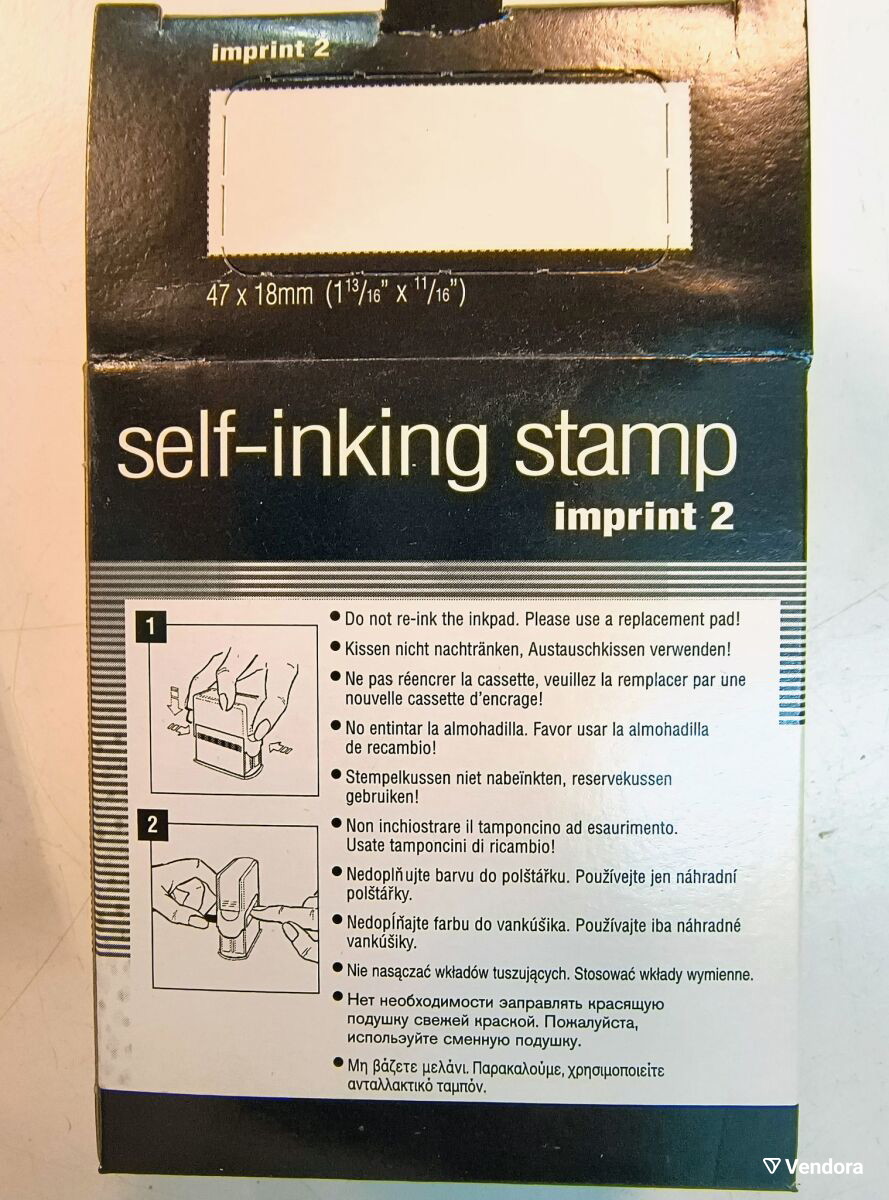 imprint 2
47 x 18mm (1 13/16" x 11/16")
self-inking stamp
imprint 2
1
• Do not re-ink the inkpad. Please use a replacement pad!
• Kissen nicht nachtränken, Austauschkissen verwenden!
• Ne pas réencrer la cassette, veuillez la remplacer par une
nouvelle cassette d'encrage!
• No entintar la almohadilla. Favor usar la almohadilla
de recambio!
• Stempelkussen niet nabeïnkten, reservekussen
gebruiken!
2
• Non inchiostrare il tamponcino ad esaurimento.
Usate tamponcini di ricambio!
• Nedoplňujte barvu do polštářku. Používejte jen náhradní
polštářky.
• Nedopĺňajte farbu do vankúšika. Používajte iba náhradné
vankúšiky.
• Nie nasączać wkładów tuszujących. Stosować wkłady wymienne.
• Нет необходимости заправлять красящую
подушку свежей краской. Пожалуйста,
используйте сменную подушку.
• Μη βάζετε μελάνι. Παρακαλούμε, χρησιμοποιείτε
ανταλλακτικό ταμπόν.
Vendora